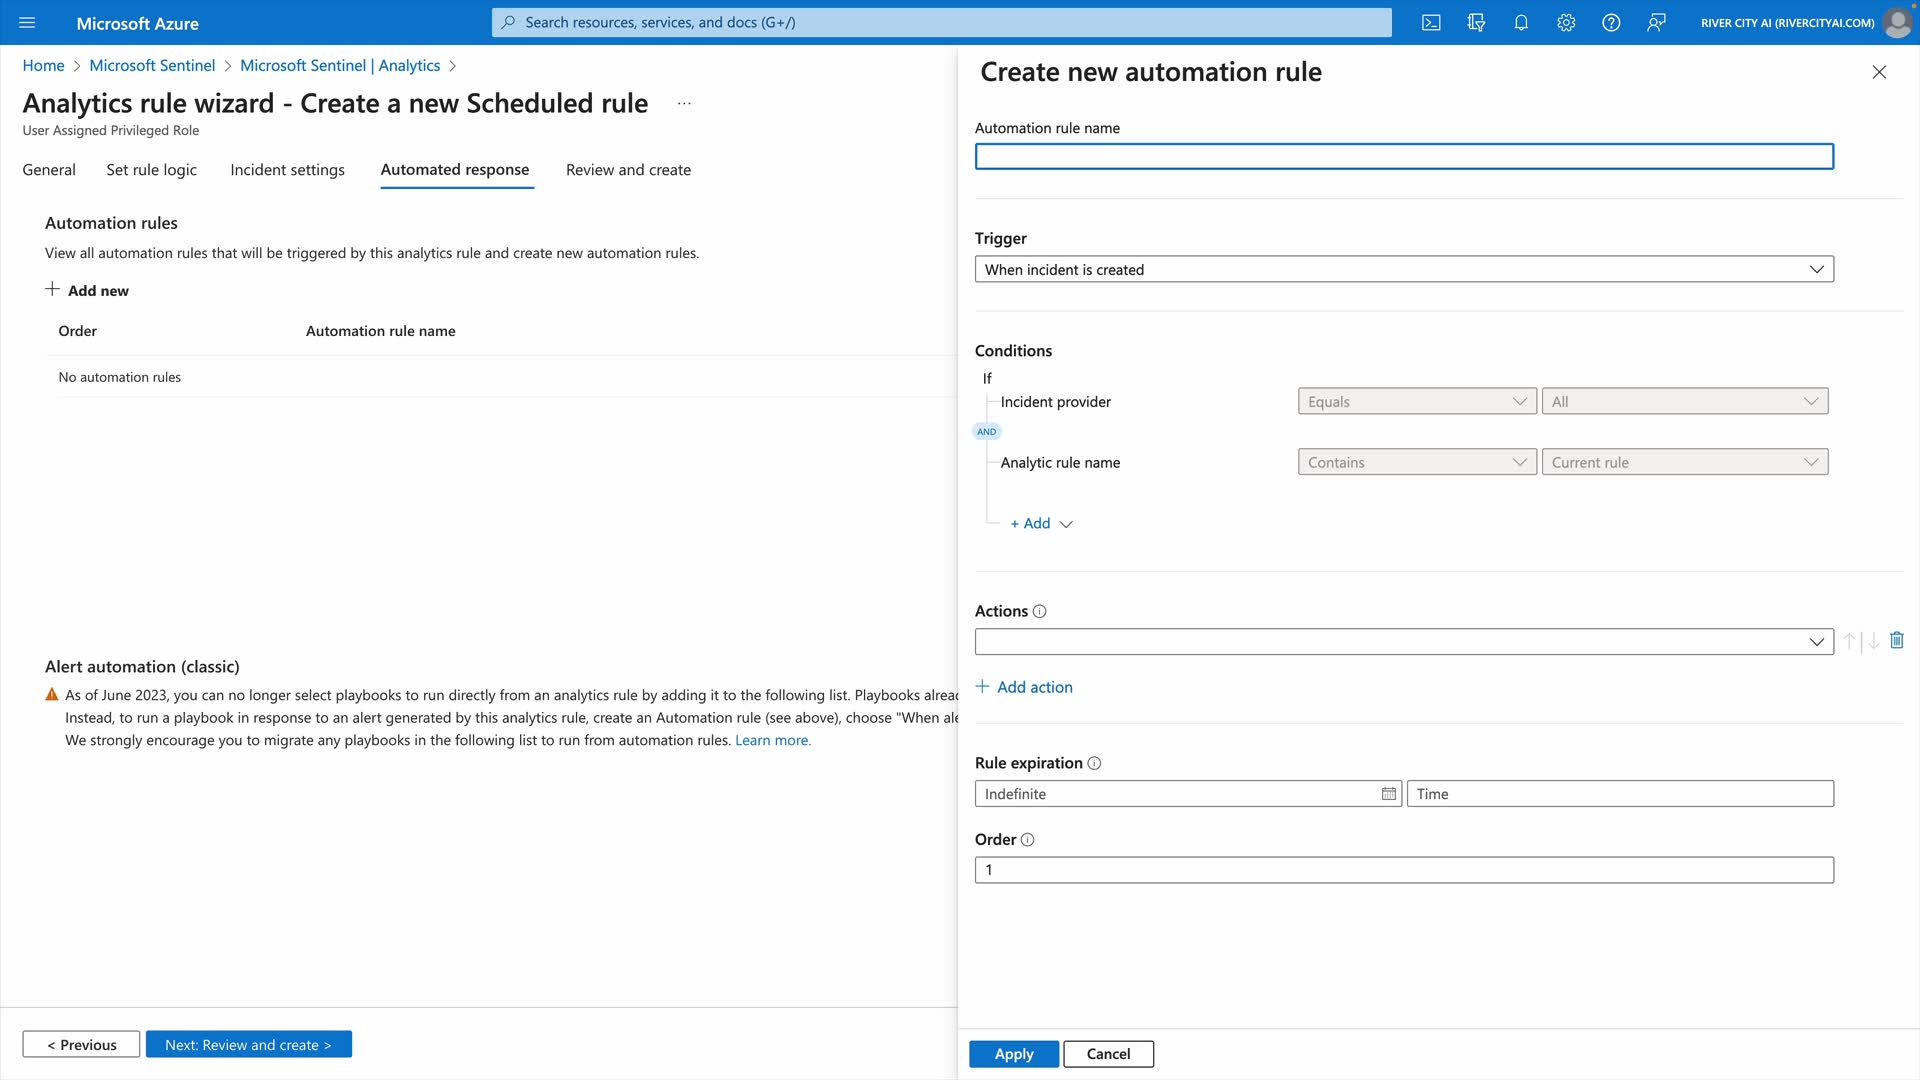 Microsoft Azure
Search resources, services, and docs (G+/)
RIVER CITY AI (RIVERCITYAI.COM)
Home > Microsoft Sentinel > Microsoft Sentinel | Analytics >
Analytics rule wizard - Create a new Scheduled rule ...
User Assigned Privileged Role
General Set rule logic Incident settings Automated response Review and create
Automation rules
View all automation rules that will be triggered by this analytics rule and create new automation rules.
+ Add new
Order Automation rule name
No automation rules
Alert automation (classic)
As of June 2023, you can no longer select playbooks to run directly from an analytics rule by adding it to the following list. Playbooks alrea
Instead, to run a playbook in response to an alert generated by this analytics rule, create an Automation rule (see above), choose "When ale
We strongly encourage you to migrate any playbooks in the following list to run from automation rules. Learn more.
< Previous Next: Review and create >
Create new automation rule
Automation rule name
Trigger
When incident is created
Conditions
If
Incident provider Equals All
AND
Analytic rule name Contains Current rule
+ Add
Actions
+ Add action
Rule expiration
Indefinite Time
Order
1
Apply Cancel